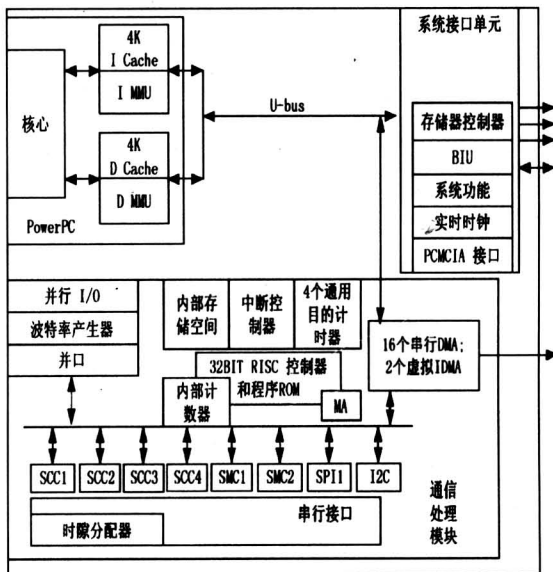 4K
I Cache
I MMU
核心
4K
D Cache
D MMU
PowerPC
U-bus
系统接口单元
存储器控制器
BIU
系统功能
实时时钟
PCMCIA 接口
并行 I/O
波特率产生器
并口
内部存
储空间
中断控
制器
4个通用
目的计
时器
16个串行DMA;
2个虚拟IDMA
32BIT RISC 控制器
和程序ROM
内部计
数器
MA
SCC1
SCC2
SCC3
SCC4
SMC1
SMC2
SPI1
I2C
串行接口
时隙分配器
通信
处理
模块